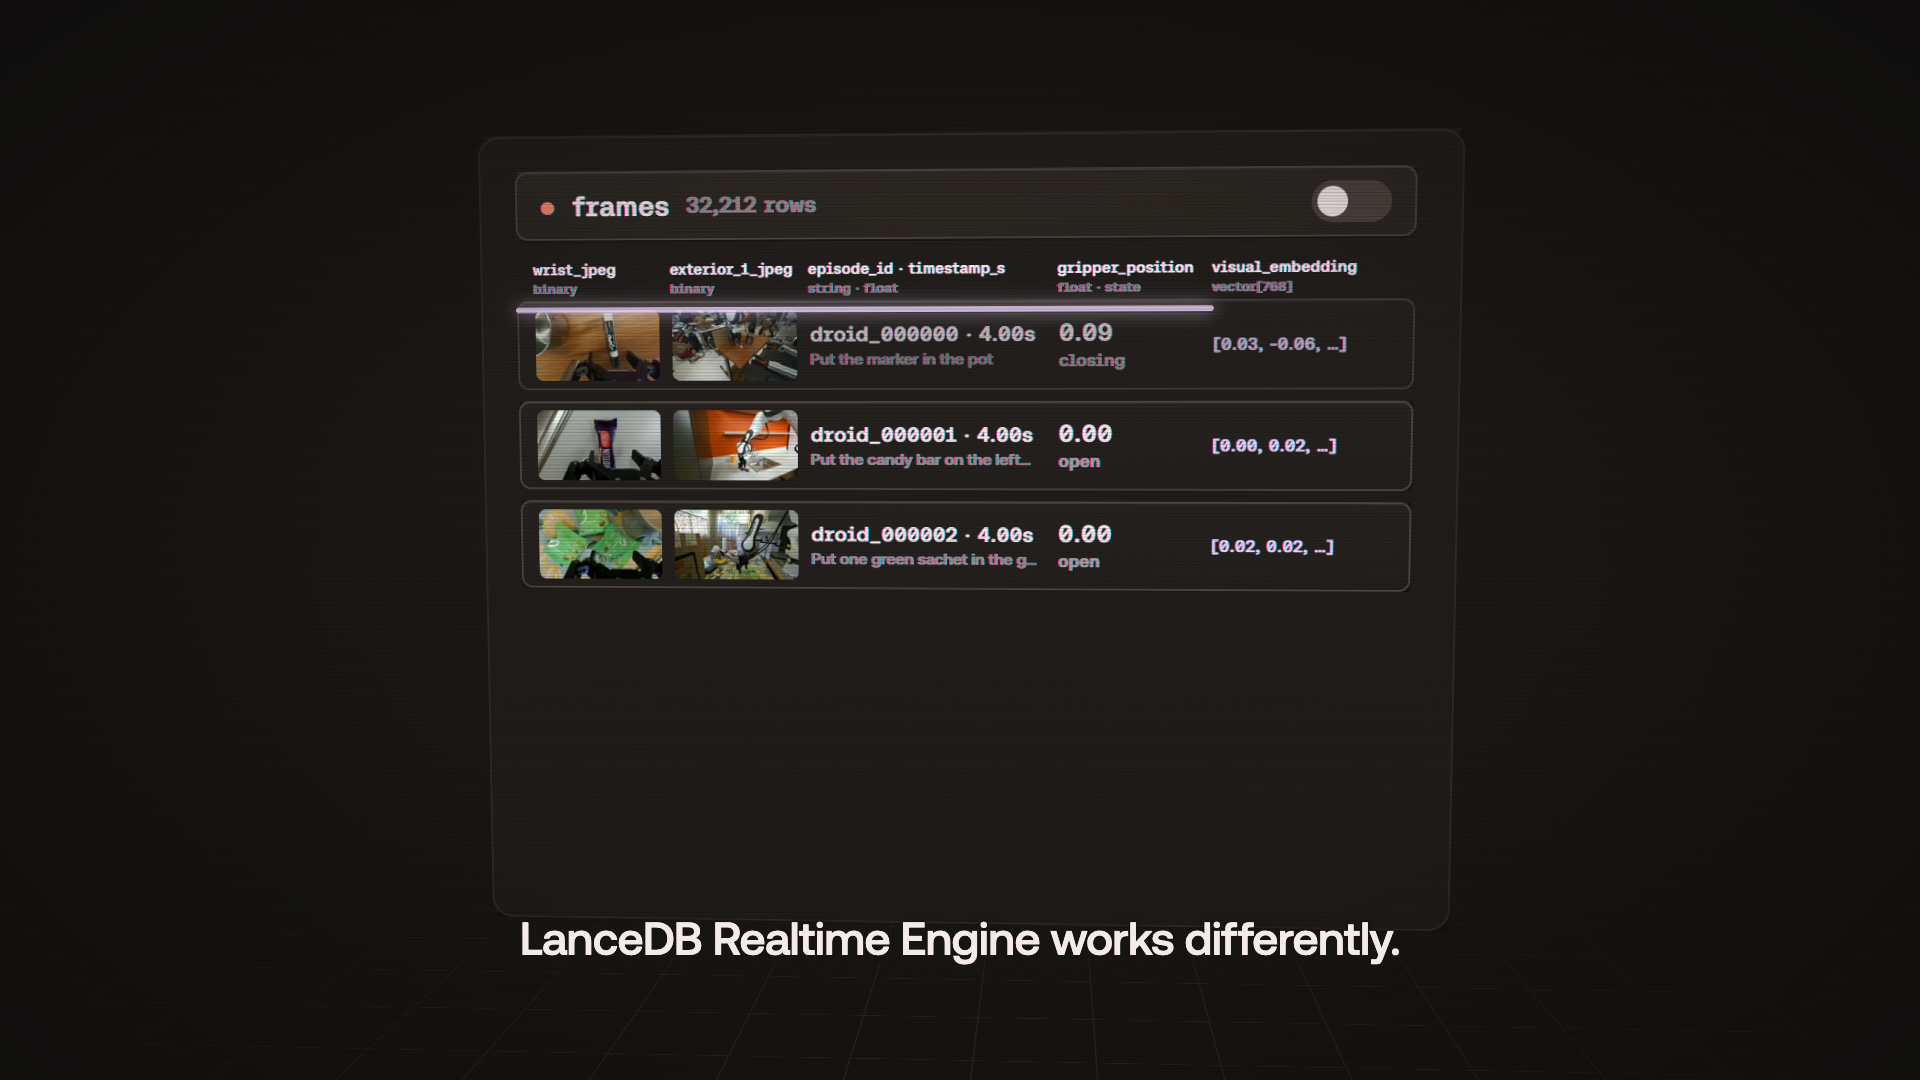 frames 32,212 rows
wrist_jpeg exterior_1_jpeg episode_id · timestamp_s gripper_position visual_embedding
binary binary string · float float · state vector[768]
droid_000000 · 4.00s 0.09 [0.03, -0.06, …]
Put the marker in the pot closing
droid_000001 · 4.00s 0.00 [0.00, 0.02, …]
Put the candy bar on the left… open
droid_000002 · 4.00s 0.00 [0.02, 0.02, …]
Put one green sachet in the g… open
LanceDB Realtime Engine works differently.